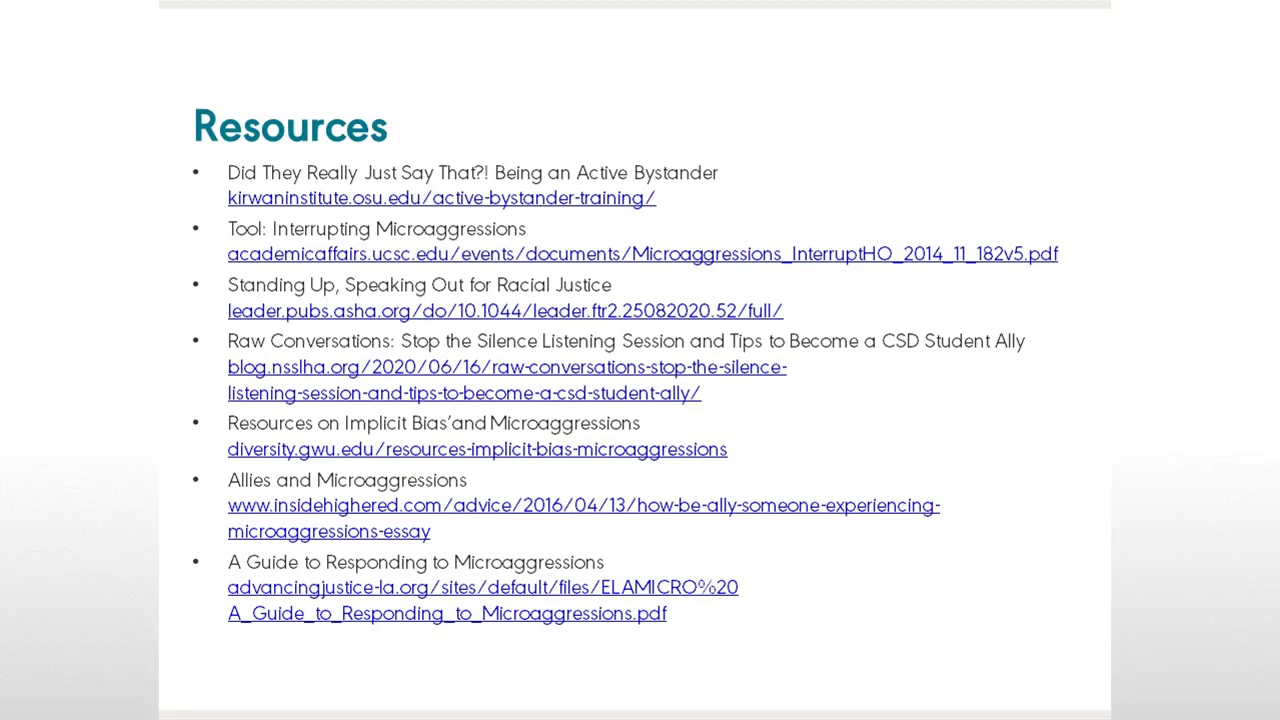 Resources
• Did They Really Just Say That?! Being an Active Bystander
kirwaninstitute.osu.edu/active-bystander-training/
• Tool: Interrupting Microaggressions
academicaffairs.ucsc.edu/events/documents/Microaggressions_InterruptHO_2014_11_182v5.pdf
• Standing Up, Speaking Out for Racial Justice
leader.pubs.asha.org/do/10.1044/leader.ftr2.25082020.52/full/
• Raw Conversations: Stop the Silence Listening Session and Tips to Become a CSD Student Ally
blog.nsslha.org/2020/06/16/raw-conversations-stop-the-silence-
listening-session-and-tips-to-become-a-csd-student-ally/
• Resources on Implicit Bias’and Microaggressions
diversity.gwu.edu/resources-implicit-bias-microaggressions
• Allies and Microaggressions
www.insidehighered.com/advice/2016/04/13/how-be-ally-someone-experiencing-
microaggressions-essay
• A Guide to Responding to Microaggressions
advancingjustice-la.org/sites/default/files/ELAMICRO%20
A_Guide_to_Responding_to_Microaggressions.pdf